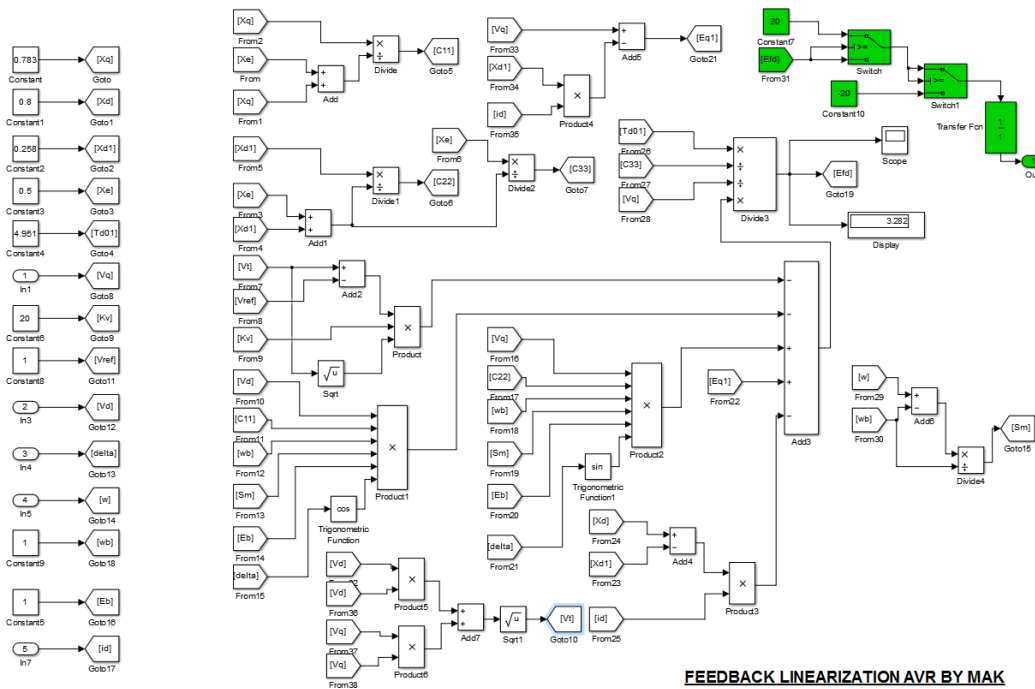 0.783
Constant
[Xq]
Goto
0.8
Constant1
[Xd]
Goto1
0.258
Constant2
[Xd1]
Goto2
0.5
Constant3
[Xe]
Goto3
4.951
Constant4
[Td01]
Goto4
1
In1
[Vq]
Goto8
20
Constant6
[Kv]
Goto9
1
Constant8
[Vref]
Goto11
2
In3
[Vd]
Goto12
3
In4
[delta]
Goto13
4
In5
[w]
Goto14
1
Constant9
[wb]
Goto18
1
Constant5
[Eb]
Goto16
5
In7
[id]
Goto17
[Xq]
From2
[Xe]
From
[Xq]
From1
+
+
Add
×
÷
Divide
[C11]
Goto5
[Xd1]
From5
[Xe]
From3
[Xd1]
From4
+
+
Add1
×
÷
Divide1
[C22]
Goto6
[Xe]
From6
×
÷
Divide2
[C33]
Goto7
[Vq]
From33
[Xd1]
From34
[id]
From35
×
Product4
+
−
Add5
[Eq1]
Goto21
[Td01]
From26
[C33]
From27
[Vq]
From28
×
÷
÷
×
Divide3
Scope
[Efd]
Goto19
3.282
Display
20
Constant7
[Efd]
From31
>=
Switch
-20
Constant10
>=
Switch1
Transfer Fcn
1
1
1
Ou
[Vt]
From7
[Vref]
From8
+
−
Add2
[Kv]
From9
×
Product
√u
Sqrt
[Vd]
From10
[C11]
From11
[wb]
From12
[Sm]
From13
[Eb]
From14
[delta]
From15
cos
Trigonometric
Function
×
Product1
[Vq]
From16
[C22]
From17
[wb]
From18
[Sm]
From19
[Eb]
From20
[delta]
From21
sin
Trigonometric
Function1
×
Product2
[Eq1]
From22
−
−
+
+
−
Add3
[Xd]
From24
[Xd1]
From23
+
−
Add4
[id]
From25
×
Product3
[w]
From29
[wb]
From30
+
−
Add6
×
÷
Divide4
[Sm]
Goto15
[Vd]
[Vd]
From36
×
Product5
[Vq]
From37
[Vq]
From38
×
Product6
+
+
Add7
√u
Sqrt1
[Vt]
Goto10
FEEDBACK LINEARIZATION AVR BY MAK